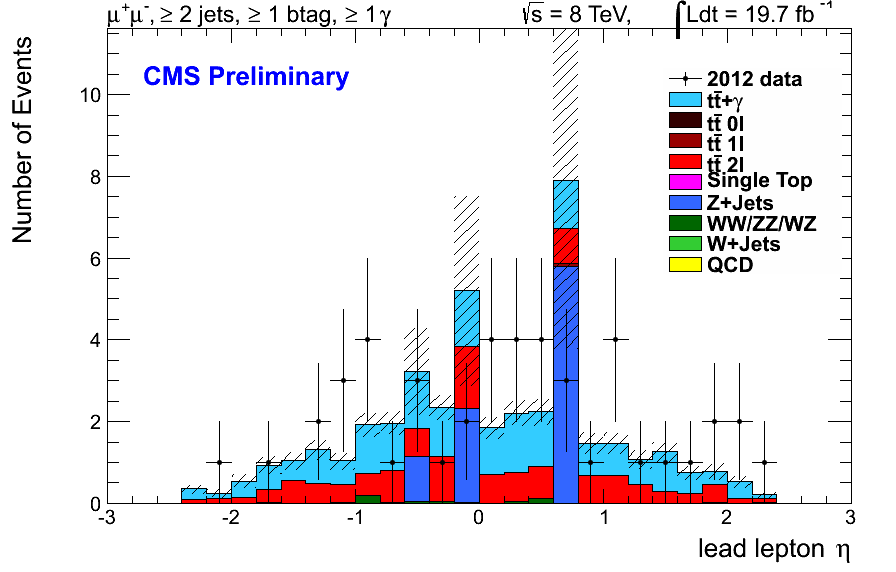 μ⁺μ⁻, ≥ 2 jets, ≥ 1 btag, ≥ 1 γ √s = 8 TeV, ∫Ldt = 19.7 fb⁻¹
CMS Preliminary
Number of Events
10
8
6
4
2
0
2012 data
tt̄+γ
tt̄ 0l
tt̄ 1l
tt̄ 2l
Single Top
Z+Jets
WW/ZZ/WZ
W+Jets
QCD
-3 -2 -1 0 1 2 3
lead lepton η